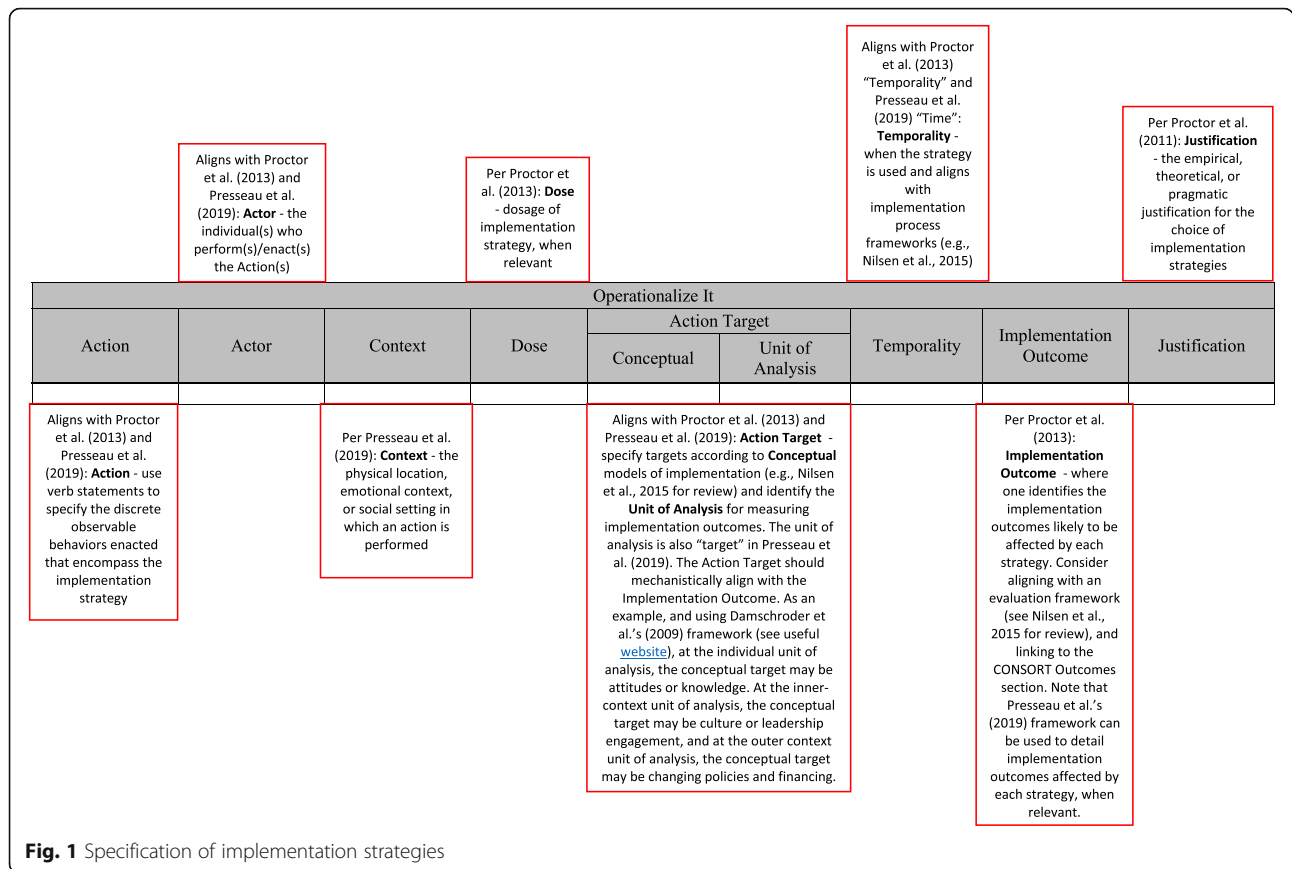 Aligns with Proctor
et al. (2013)
“Temporality” and
Presseau et al.
(2019) “Time”:
Temporality -
when the strategy
is used and aligns
with
implementation
process
frameworks (e.g.,
Nilsen et al., 2015)
Per Proctor et al.
(2011): Justification
- the empirical,
theoretical, or
pragmatic
justification for the
choice of
implementation
strategies
Aligns with Proctor
et al. (2013) and
Presseau et al.
(2019): Actor - the
individual(s) who
perform(s)/enact(s)
the Action(s)
Per Proctor et
al. (2013): Dose
- dosage of
implementation
strategy, when
relevant
Operationalize It
Action
Actor
Context
Dose
Action Target
Conceptual
Unit of
Analysis
Temporality
Implementation
Outcome
Justification
Aligns with Proctor
et al. (2013) and
Presseau et al.
(2019): Action - use
verb statements to
specify the discrete
observable
behaviors enacted
that encompass the
implementation
strategy
Per Presseau et al.
(2019): Context - the
physical location,
emotional context,
or social setting in
which an action is
performed
Aligns with Proctor et al. (2013) and
Presseau et al. (2019): Action Target -
specify targets according to Conceptual
models of implementation (e.g., Nilsen
et al., 2015 for review) and identify the
Unit of Analysis for measuring
implementation outcomes. The unit of
analysis is also “target” in Presseau et
al. (2019). The Action Target should
mechanistically align with the
Implementation Outcome. As an
example, and using Damschroder et
al.’s (2009) framework (see useful
website), at the individual unit of
analysis, the conceptual target may be
attitudes or knowledge. At the inner-
context unit of analysis, the conceptual
target may be culture or leadership
engagement, and at the outer context
unit of analysis, the conceptual target
may be changing policies and financing.
Per Proctor et al.
(2013):
Implementation
Outcome - where
one identifies the
implementation
outcomes likely to be
affected by each
strategy. Consider
aligning with an
evaluation framework
(see Nilsen et al.,
2015 for review), and
linking to the
CONSORT Outcomes
section. Note that
Presseau et al.’s
(2019) framework can
be used to detail
implementation
outcomes affected by
each strategy, when
relevant.
Fig. 1 Specification of implementation strategies